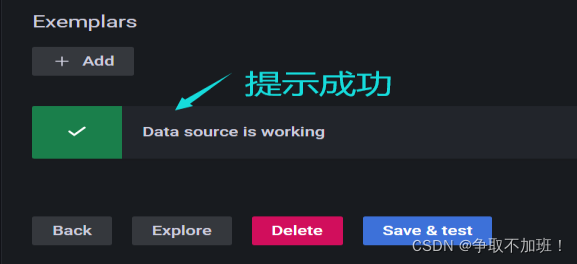 Exemplars
+ Add
提示成功
Data source is working
Back
Explore
Delete
Save & test
CSDN @争取不加班！